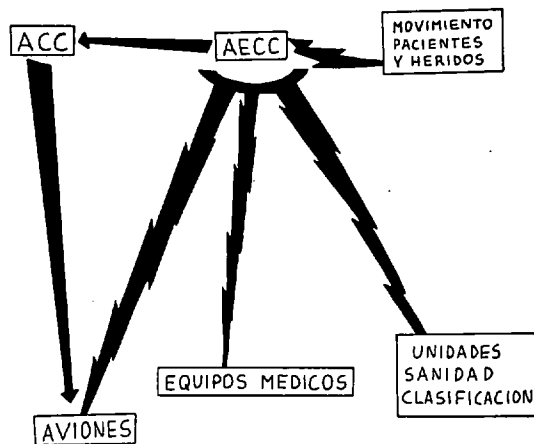 ACC
AECC
MOVIMIENTO
PACIENTES
Y HERIDOS
EQUIPOS MEDICOS
UNIDADES
SANIDAD
CLASIFICACION
AVIONES